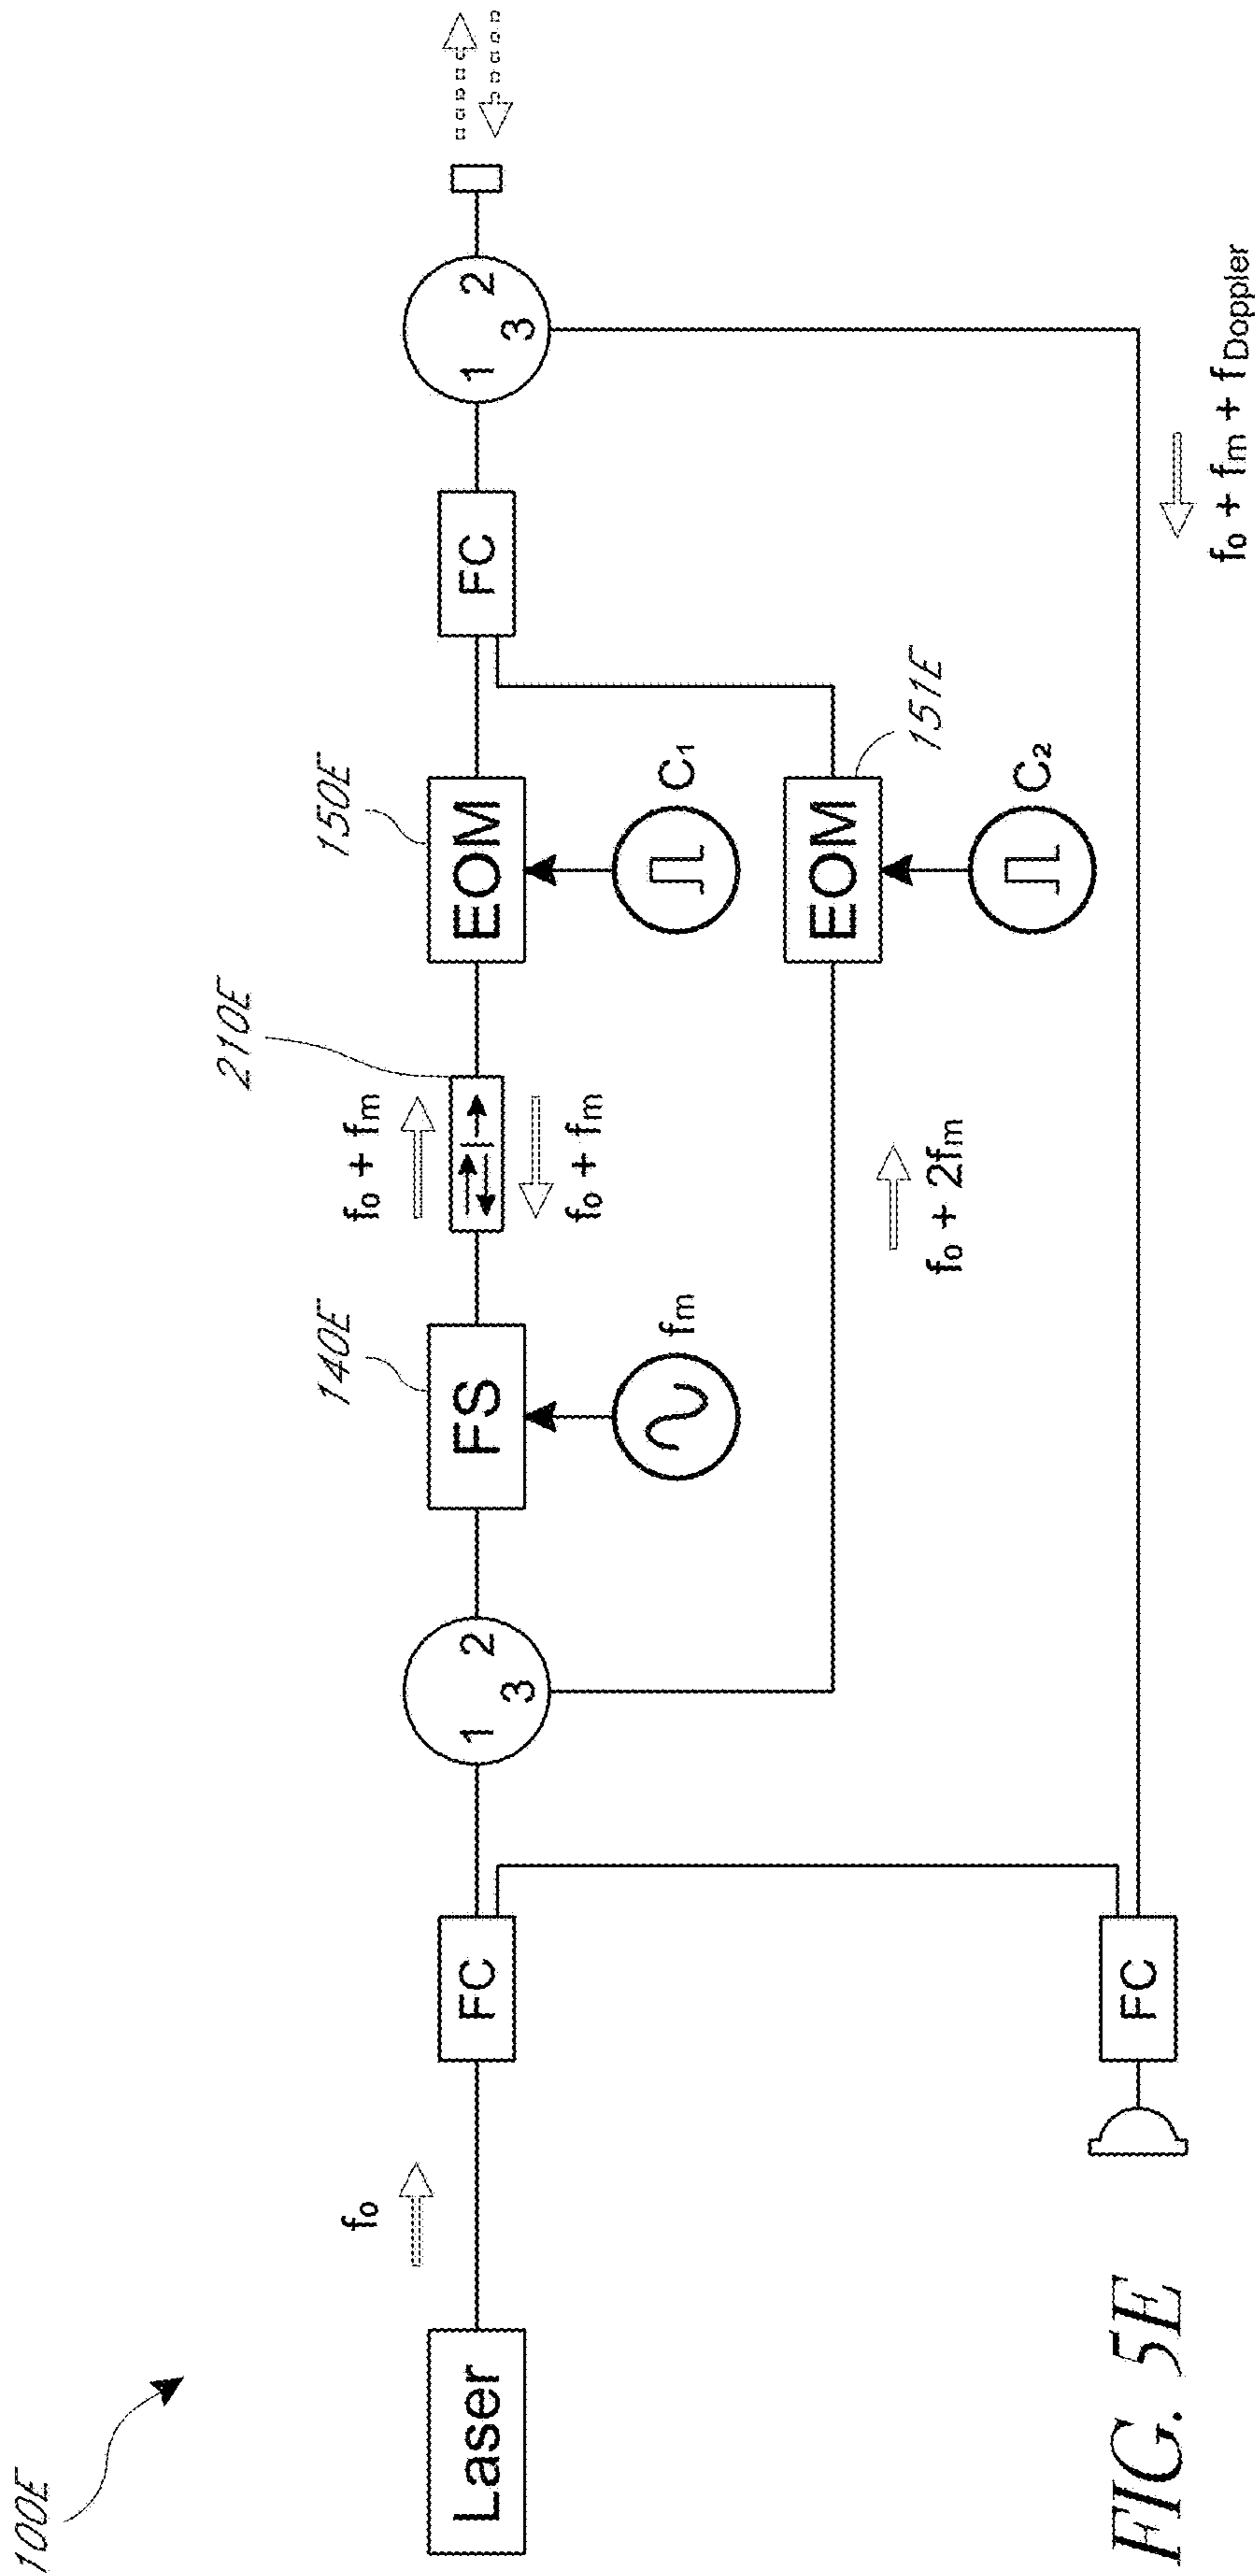 100E
Laser
f₀
FC
1 2 3
140E
FS
fm
210E
f₀ + fm
f₀ + fm
150E
EOM
C₁
FC
1 2 3
f₀ + 2fm
EOM
151E
C₂
FC
f₀ + fm + fDoppler
FIG. 5E